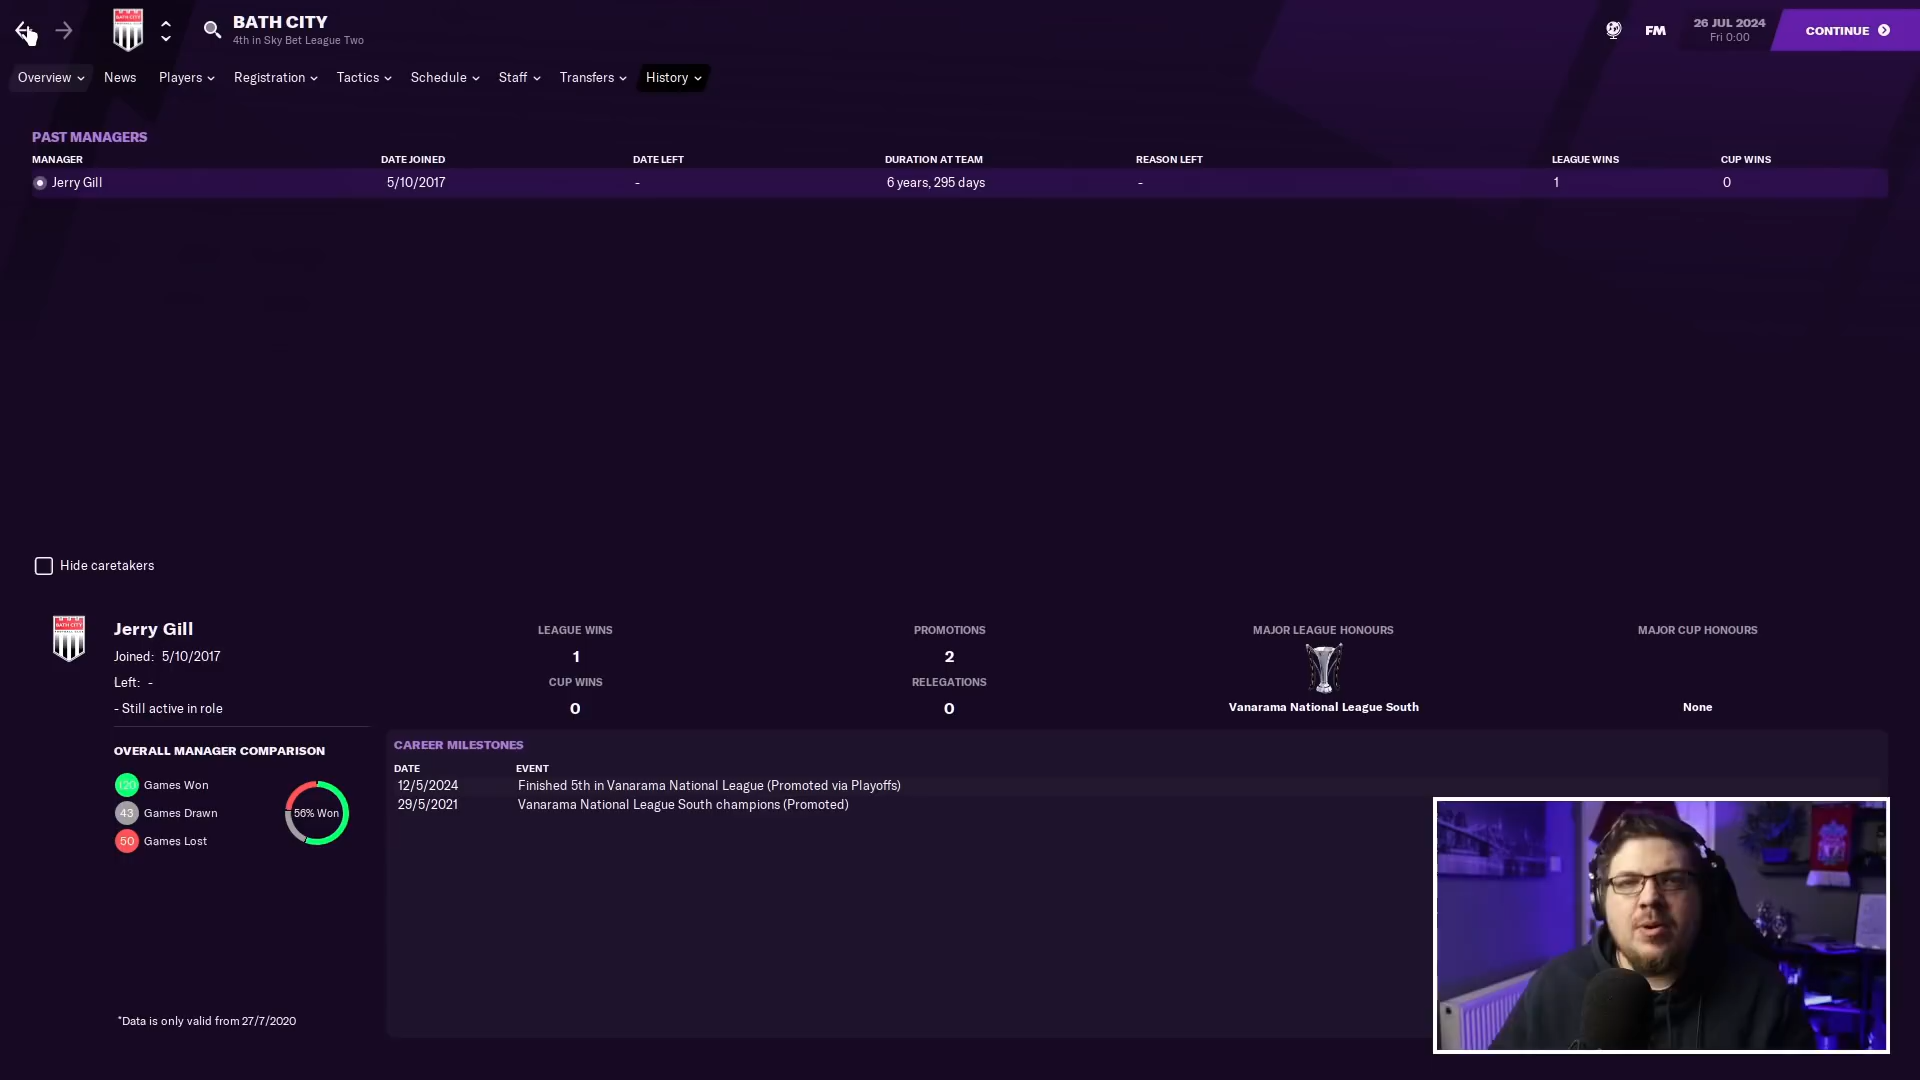 BATH CITY
4th in Sky Bet League Two
FM
26 JUL 2024
Fri 0:00
CONTINUE
Overview News Players Registration Tactics Schedule Staff Transfers History
PAST MANAGERS
MANAGER DATE JOINED DATE LEFT DURATION AT TEAM REASON LEFT LEAGUE WINS CUP WINS
Jerry Gill 5/10/2017 - 6 years, 295 days - 1 0
Hide caretakers
BATH CITY
Jerry Gill
Joined: 5/10/2017
Left: -
- Still active in role
LEAGUE WINS
1
CUP WINS
0
PROMOTIONS
2
RELEGATIONS
0
MAJOR LEAGUE HONOURS
Vanarama National League South
MAJOR CUP HONOURS
None
OVERALL MANAGER COMPARISON
120 Games Won
43 Games Drawn
50 Games Lost
56% Won
CAREER MILESTONES
DATE EVENT
12/5/2024 Finished 5th in Vanarama National League (Promoted via Playoffs)
29/5/2021 Vanarama National League South champions (Promoted)
*Data is only valid from 27/7/2020